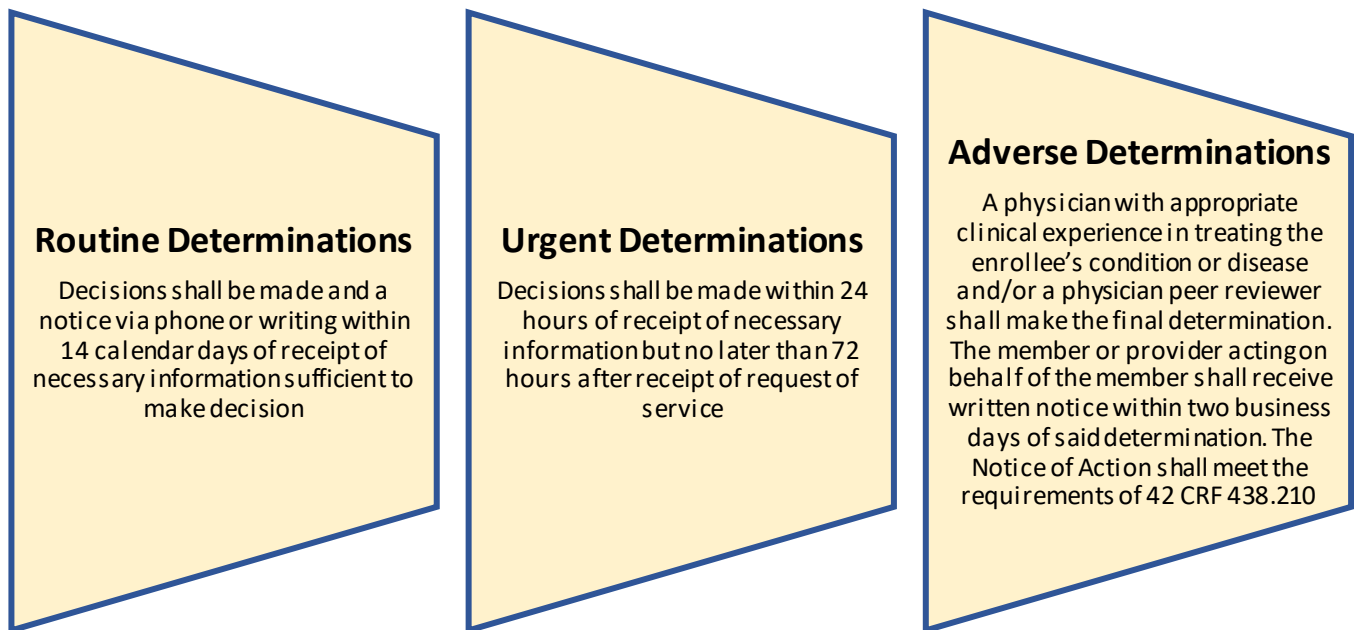 Routine Determinations
Decisions shall be made and a
notice via phone or writing within
14 calendar days of receipt of
necessary information sufficient to
make decision
Urgent Determinations
Decisions shall be made within 24
hours of receipt of necessary
information but no later than 72
hours after receipt of request of
service
Adverse Determinations
A physician with appropriate
clinical experience in treating the
enrollee’s condition or disease
and/or a physician peer reviewer
shall make the final determination.
The member or provider acting on
behalf of the member shall receive
written notice within two business
days of said determination. The
Notice of Action shall meet the
requirements of 42 CRF 438.210